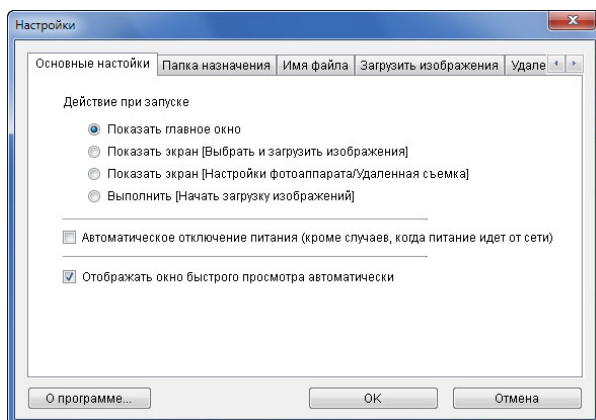 Настройки
Основные настойки Папка назначения Имя файла Загрузить изображения Удале
Действие при запуске
Показать главное окно
Показать экран [Выбрать и загрузить изображения]
Показать экран [Настройки фотоаппарата/Удаленная съемка]
Выполнить [Начать загрузку изображений]
Автоматическое отключение питания (кроме случаев, когда питание идет от сети)
Отображать окно быстрого просмотра автоматически
О программе... OK Отмена